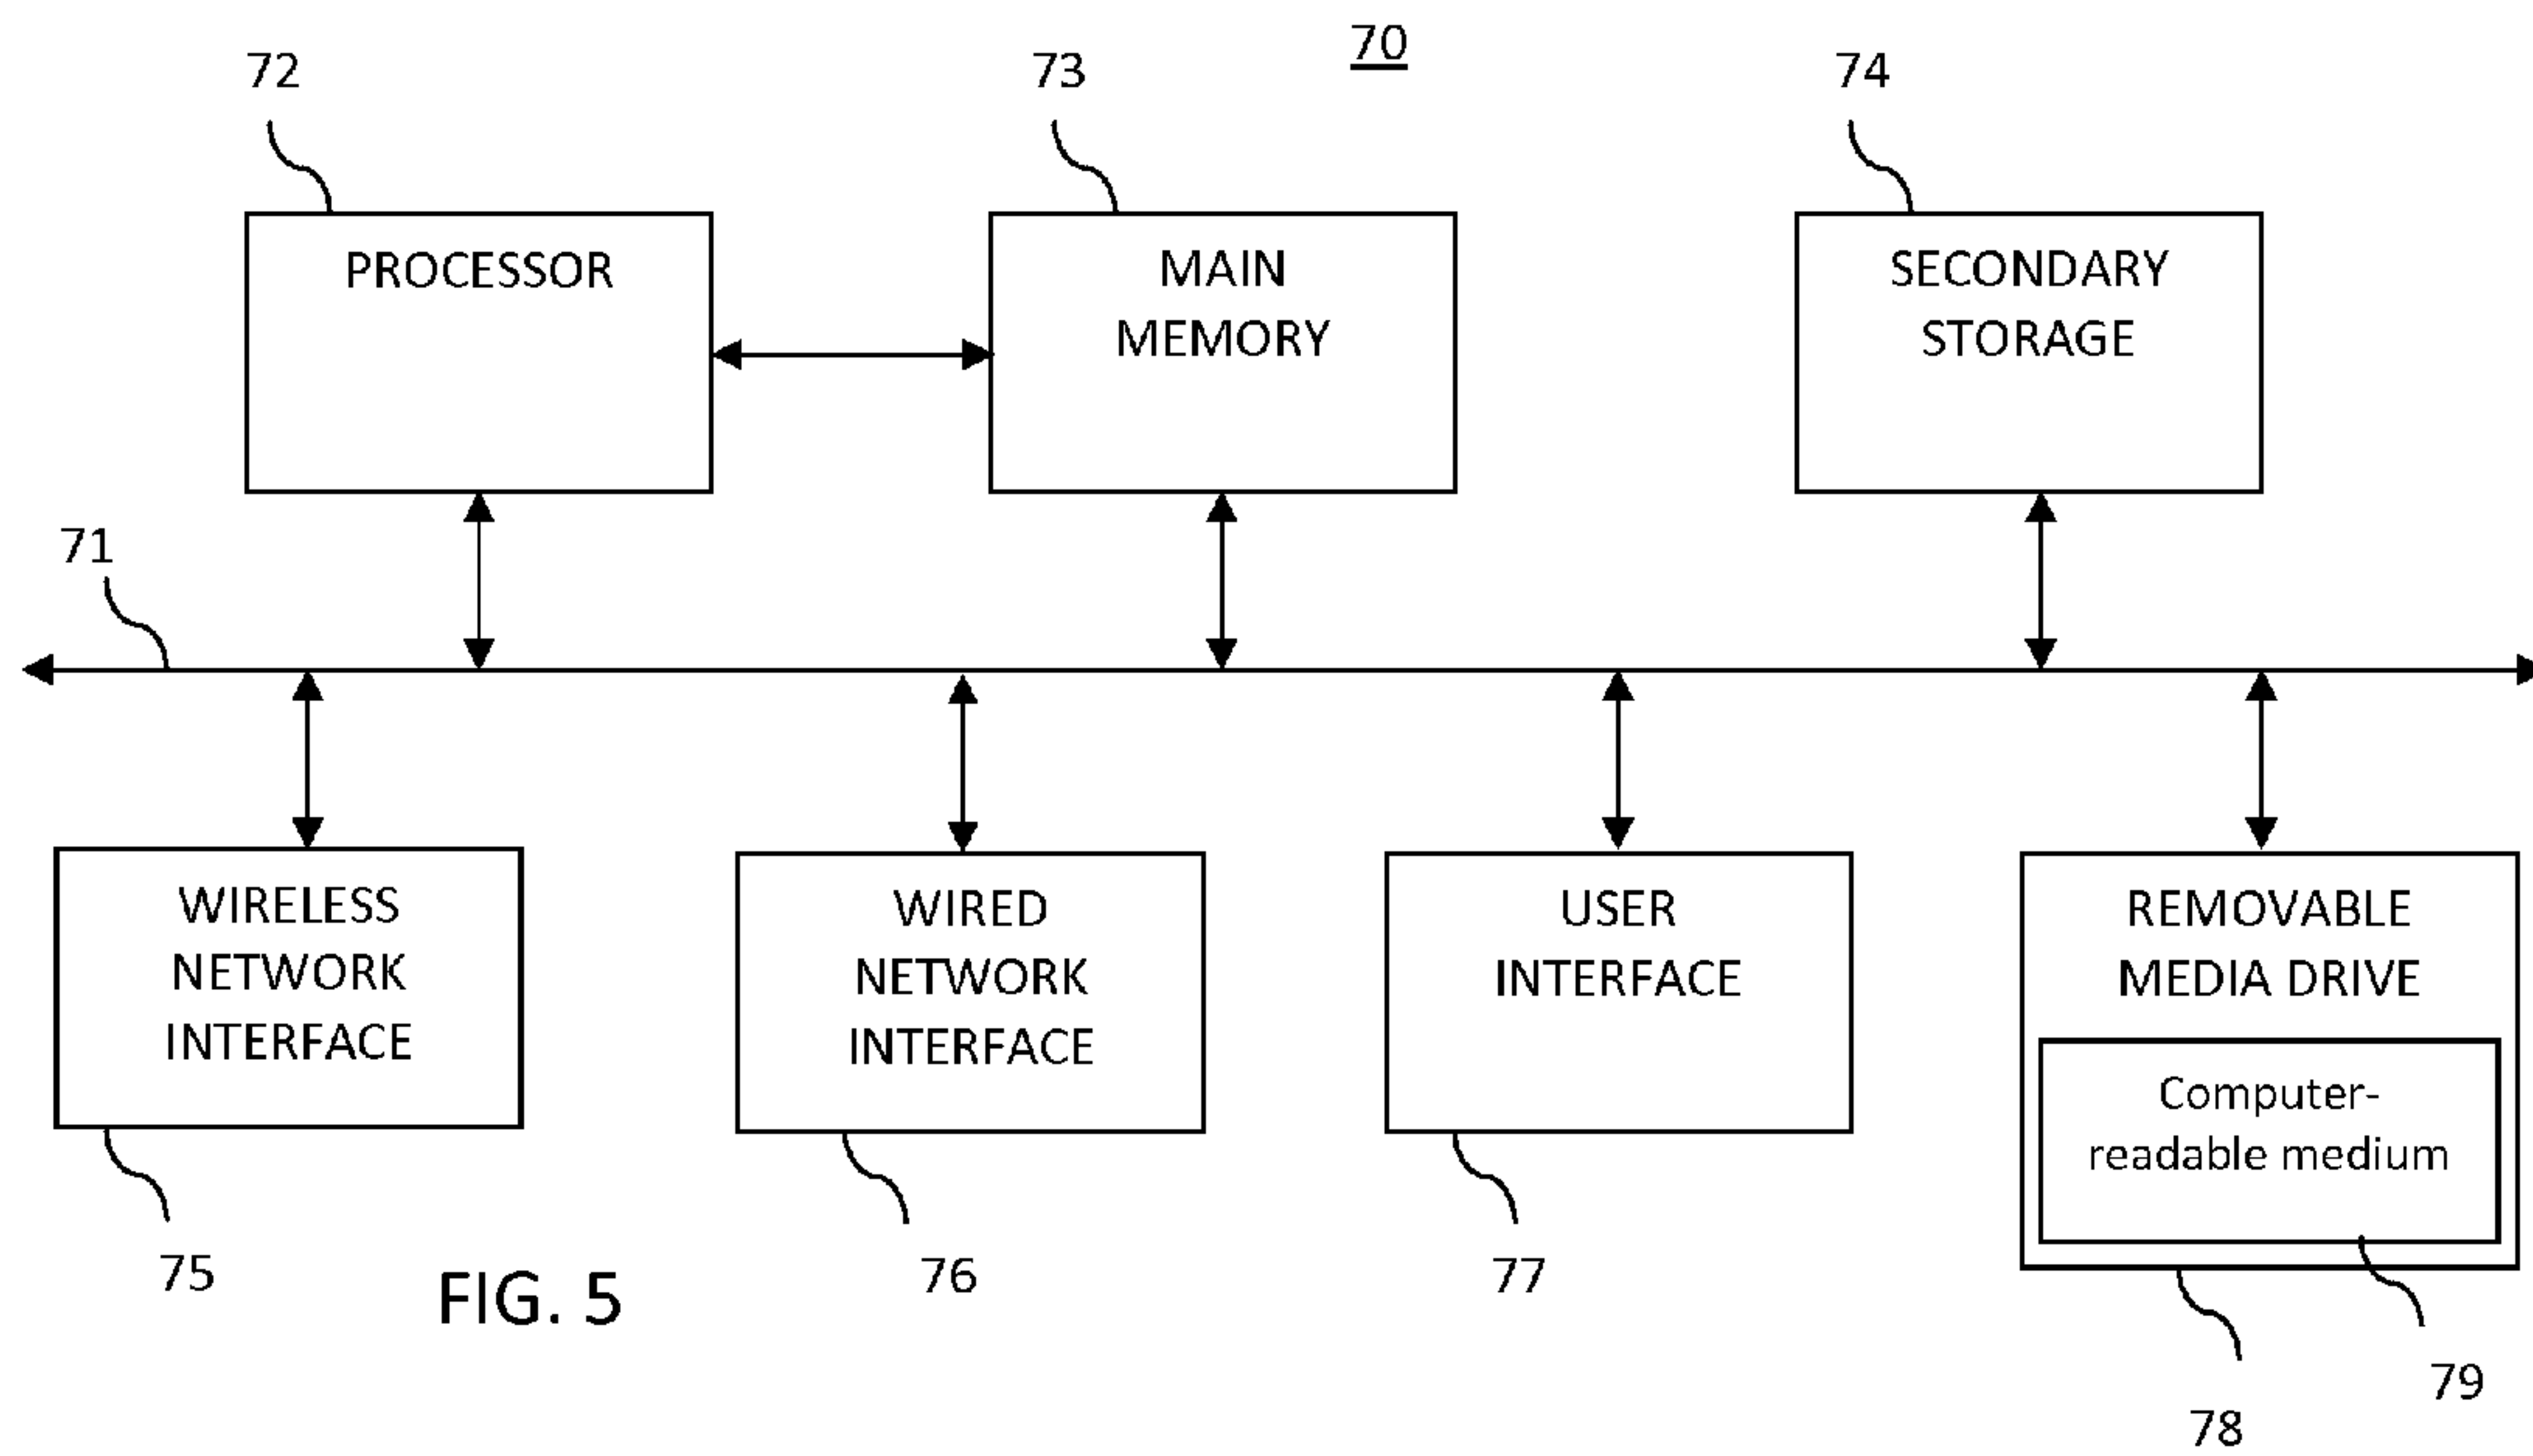 70
72
73
74
PROCESSOR
MAIN
MEMORY
SECONDARY
STORAGE
71
WIRELESS
NETWORK
INTERFACE
WIRED
NETWORK
INTERFACE
USER
INTERFACE
REMOVABLE
MEDIA DRIVE
Computer-
readable medium
75
76
77
78
79
FIG. 5